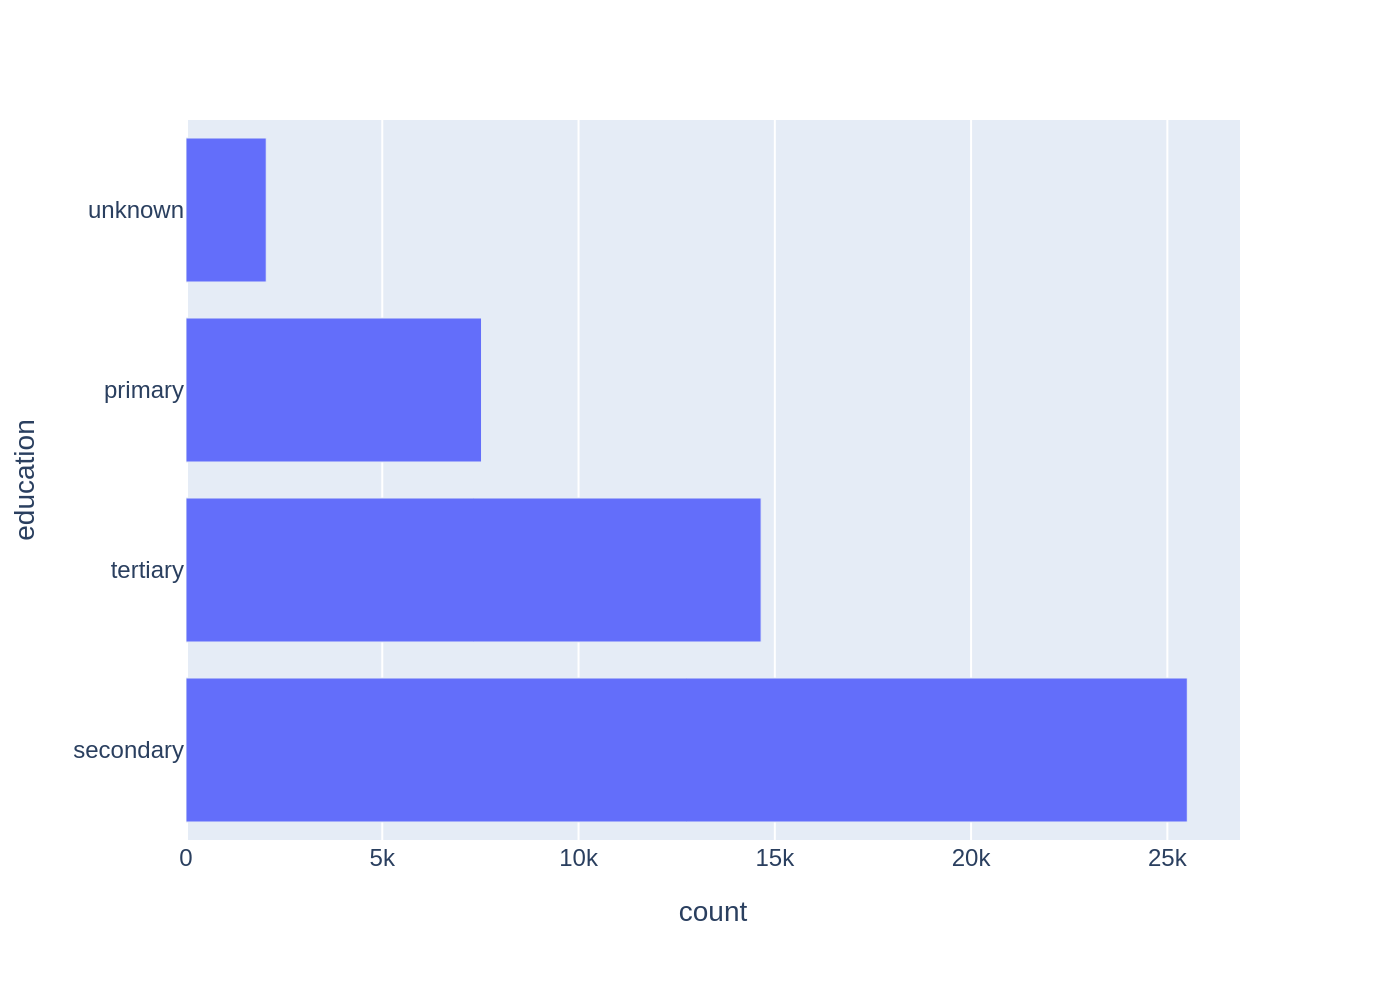 unknown
primary
education
tertiary
secondary
0 5k 10k 15k 20k 25k
count